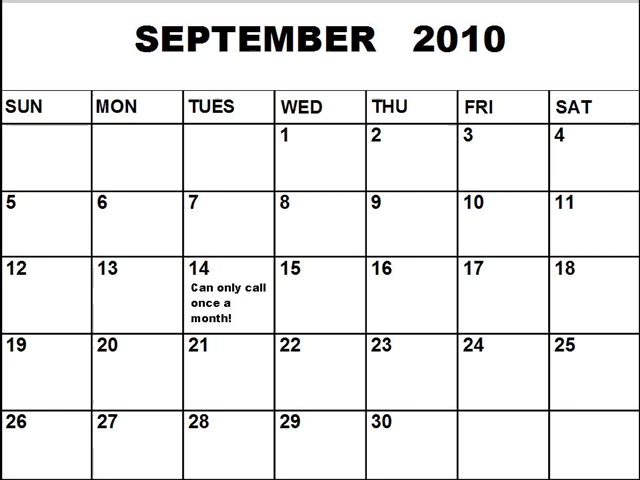 SEPTEMBER 2010
SUN MON TUES WED THU FRI SAT
1 2 3 4
5 6 7 8 9 10 11
12 13 14 15 16 17 18
Can only call
once a
month!
19 20 21 22 23 24 25
26 27 28 29 30